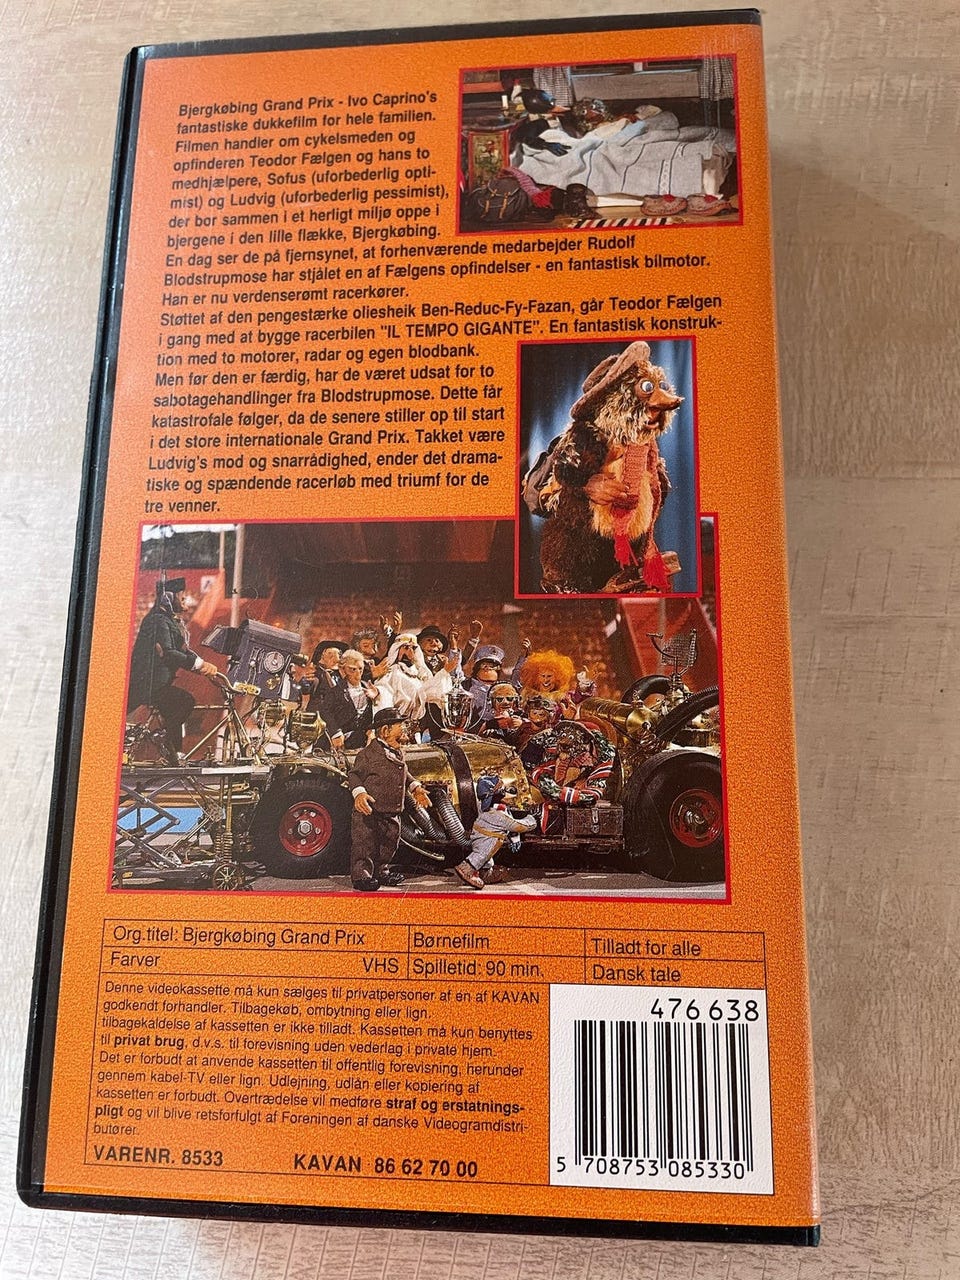 Bjergkøbing Grand Prix - Ivo Caprino's
fantastiske dukkefilm for hele familien.
Filmen handler om cykelsmeden og
opfinderen Teodor Fælgen og hans to
medhjælpere, Sofus (uforbederlig opti-
mist) og Ludvig (uforbederlig pessimist),
der bor sammen i et herligt miljø oppe i
bjergene i den lille flække, Bjergkøbing.
En dag ser de på fjernsynet, at forhenværende medarbejder Rudolf
Blodstrupmose har stjålet en af Fælgens opfindelser - en fantastisk bilmotor.
Han er nu verdenserømt racerkører.
Støttet af den pengestærke oliesheik Ben-Reduc-Fy-Fazan, går Teodor Fælgen
i gang med at bygge racerbilen "IL TEMPO GIGANTE". En fantastisk konstruk-
tion med to motorer, radar og egen blodbank.
Men før den er færdig, har de været udsat for to
sabotagehandlinger fra Blodstrupmose. Dette får
katastrofale følger, da de senere stiller op til start
i det store internationale Grand Prix. Takket være
Ludvig's mod og snarrådighed, ender det drama-
tiske og spændende racerløb med triumf for de
tre venner.
Org.titel: Bjergkøbing Grand Prix
Børnefilm
Tilladt for alle
Farver
VHS
Spilletid: 90 min.
Dansk tale
Denne videokassette må kun sælges til privatpersoner af en af KAVAN
godkendt forhandler. Tilbagekøb, ombytning eller lign.
tilbagekaldelse af kassetten er ikke tilladt. Kassetten må kun benyttes
til privat brug, d.v.s. til forevisning uden vederlag i private hjem.
Det er forbudt at anvende kassetten til offentlig forevisning, herunder
gennem kabel-TV eller lign. Udlejning, udlån eller kopiering af
kassetten er forbudt. Overtrædelse vil medføre straf og erstatnings-
pligt og vil blive retsforfulgt af Foreningen af danske Videogramdistri-
butører.
VARENR. 8533
KAVAN 86 62 70 00
476 638
5 708753 085330